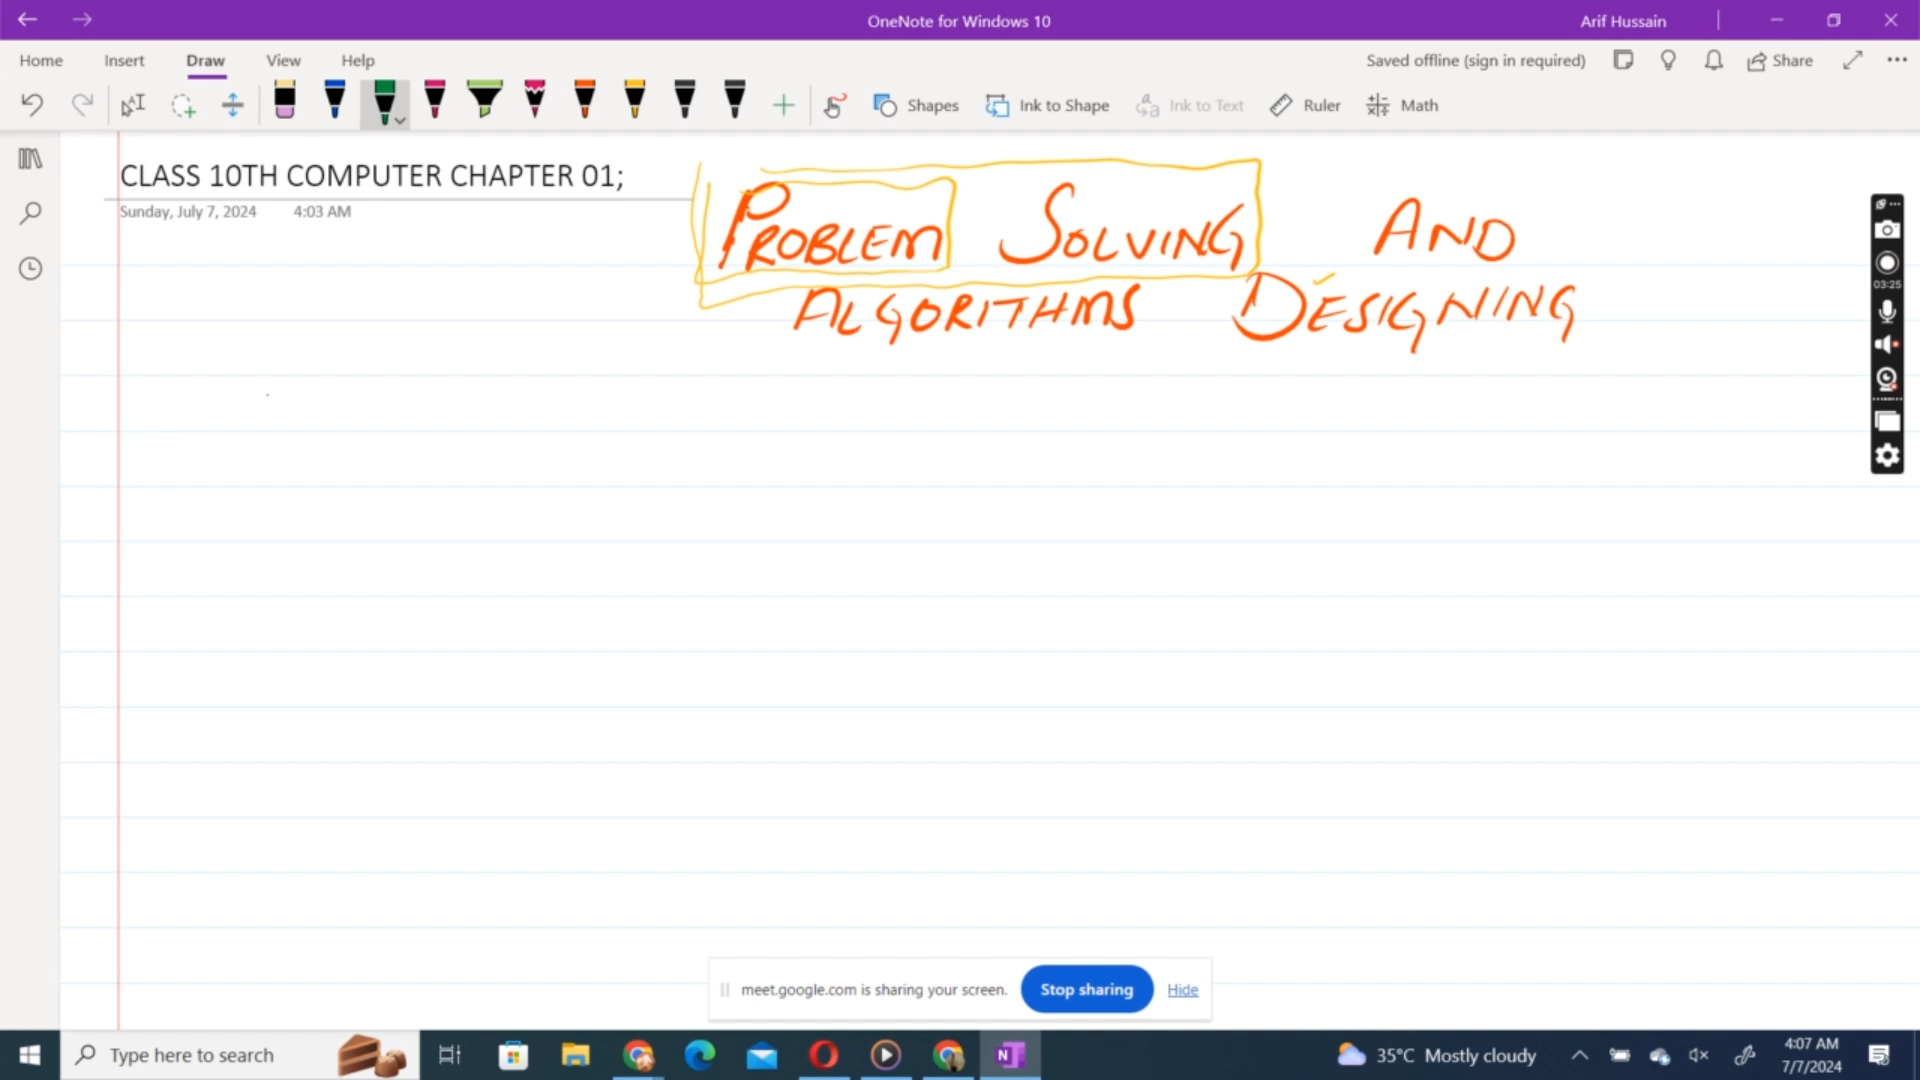 OneNote for Windows 10
Arif Hussain
Home Insert Draw View Help
Saved offline (sign in required)
Share
Shapes
Ink to Shape
Ink to Text
Ruler
Math
CLASS 10TH COMPUTER CHAPTER 01;
Sunday, July 7, 2024 4:03 AM
PROBLEM SOLVING AND
ALGORITHMS DESIGNING
03:25
meet.google.com is sharing your screen.
Stop sharing
Hide
Type here to search
35°C Mostly cloudy
4:07 AM
7/7/2024